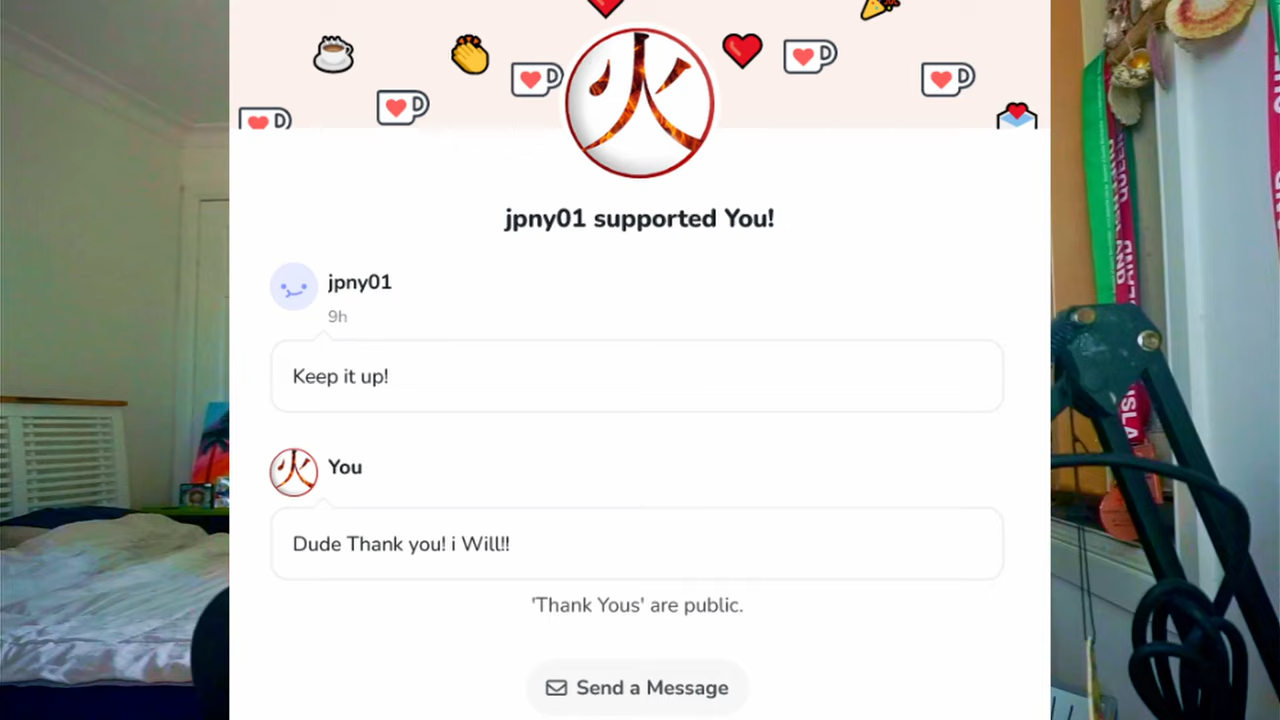 火
jpny01 supported You!
jpny01
9h
Keep it up!
火
You
Dude Thank you! i Will!!
'Thank Yous' are public.
Send a Message